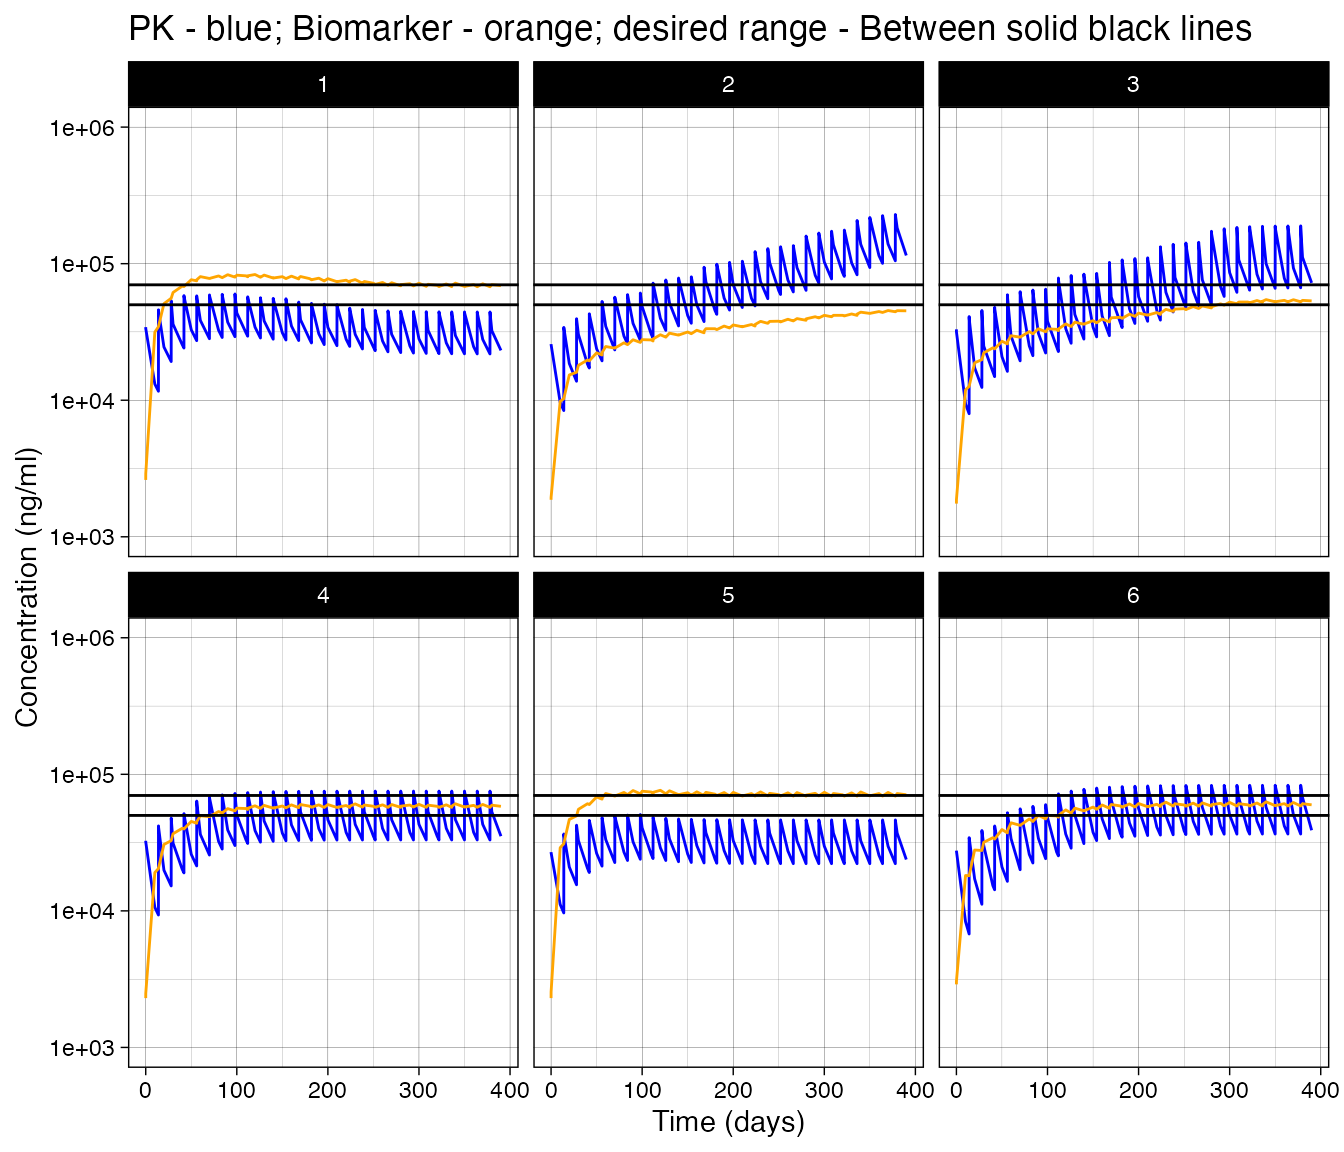 PK - blue; Biomarker - orange; desired range - Between solid black lines
1
2
3
1e+06
1e+05
1e+04
1e+03
4
5
6
1e+06
1e+05
1e+04
1e+03
Concentration (ng/ml)
0 100 200 300 400
0 100 200 300 400
0 100 200 300 400
Time (days)